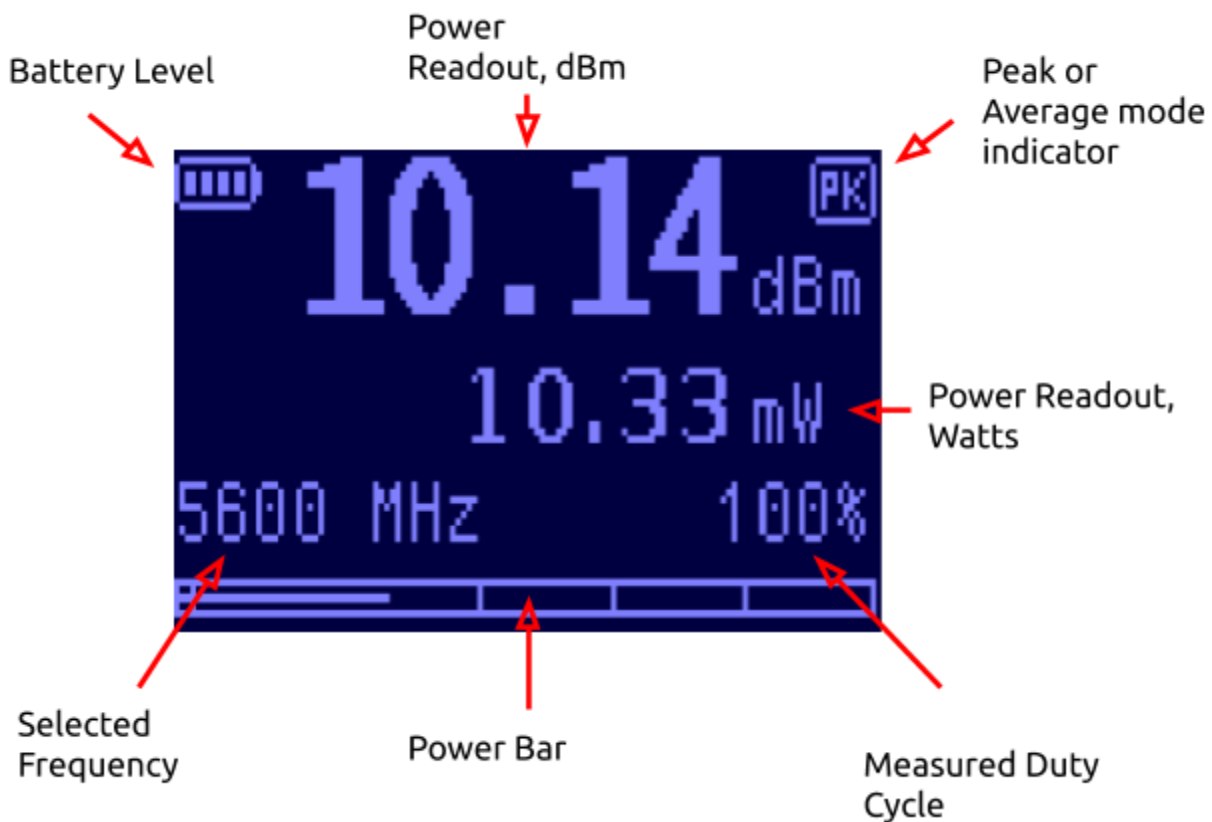 Power
Readout, dBm
Battery Level
Peak or
Average mode
indicator
10.14 dBm
PK
10.33 mW
Power Readout,
Watts
5600 MHz
100%
Selected
Frequency
Power Bar
Measured Duty
Cycle